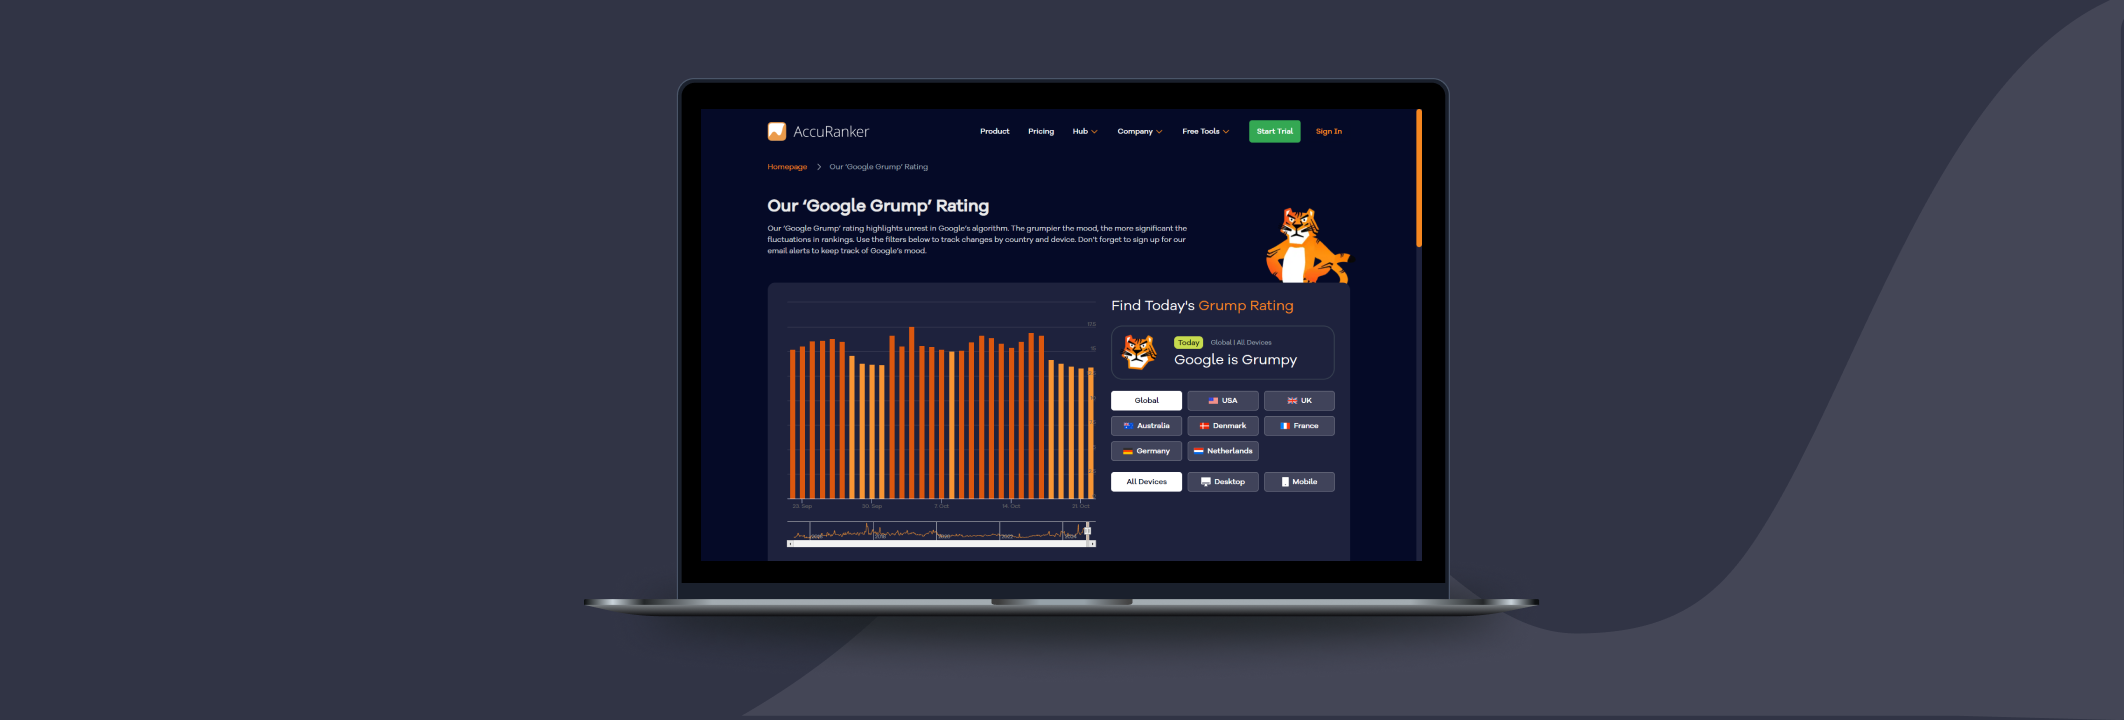 AccuRanker
Product
Pricing
Hub
Company
Free Tools
Start Trial
Sign In
Homepage
Our ‘Google Grump’ Rating
Our ‘Google Grump’ Rating
Our ‘Google Grump’ rating highlights unrest in Google’s algorithm. The grumpier the mood, the more significant the
fluctuations in rankings. Use the filters below to track changes by country and device. Don’t forget to sign up for our
email alerts to keep track of Google’s mood.
17.5
15
23. Sep
30. Sep
7. Oct
14. Oct
21. Oct
Find Today's Grump Rating
Today
Global | All Devices
Google is Grumpy
Global
USA
UK
Australia
Denmark
France
Germany
Netherlands
All Devices
Desktop
Mobile